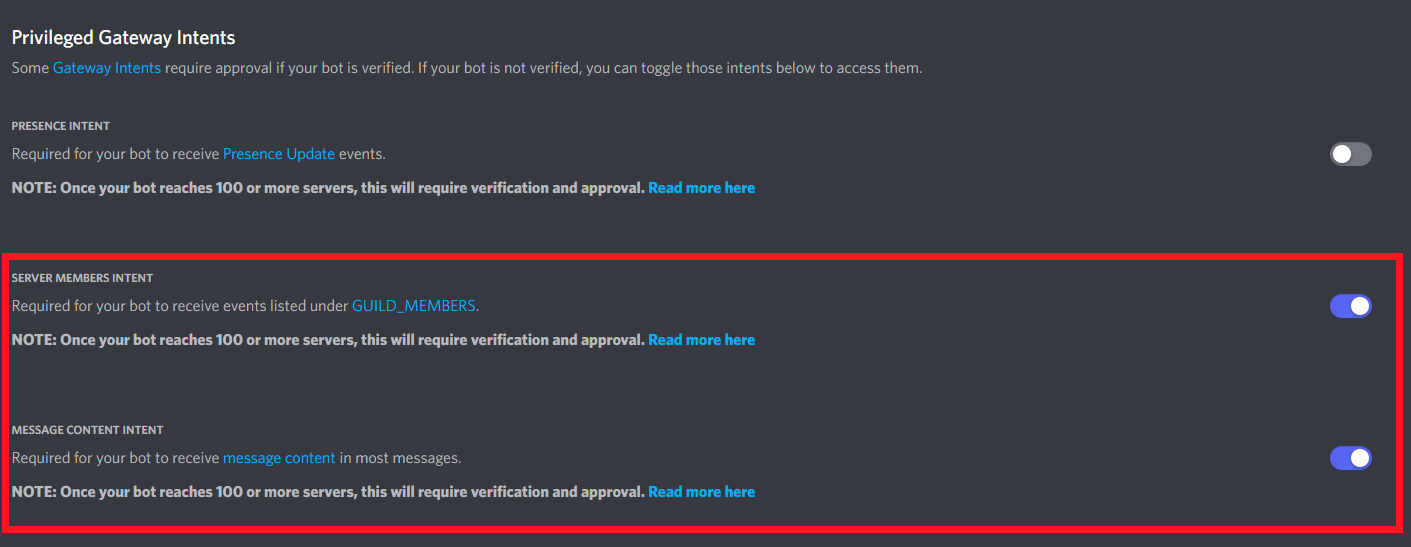 Privileged Gateway Intents
Some Gateway Intents require approval if your bot is verified. If your bot is not verified, you can toggle those intents below to access them.
PRESENCE INTENT
Required for your bot to receive Presence Update events.
NOTE: Once your bot reaches 100 or more servers, this will require verification and approval. Read more here
SERVER MEMBERS INTENT
Required for your bot to receive events listed under GUILD_MEMBERS.
NOTE: Once your bot reaches 100 or more servers, this will require verification and approval. Read more here
MESSAGE CONTENT INTENT
Required for your bot to receive message content in most messages.
NOTE: Once your bot reaches 100 or more servers, this will require verification and approval. Read more here